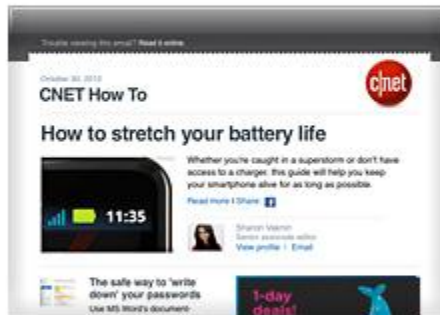 Trouble viewing this email? Read it online.
October 30, 2012
CNET How To
c|net
How to stretch your battery life
Whether you're caught in a superstorm or don't have
access to a charger, this guide will help you keep
your smartphone alive for as long as possible.
Read more | Share
11:35
Sharon Vaknin
Senior associate editor
View profile | Email
The safe way to 'write
down' your passwords
Use MS Word's document-
1-day
deals!